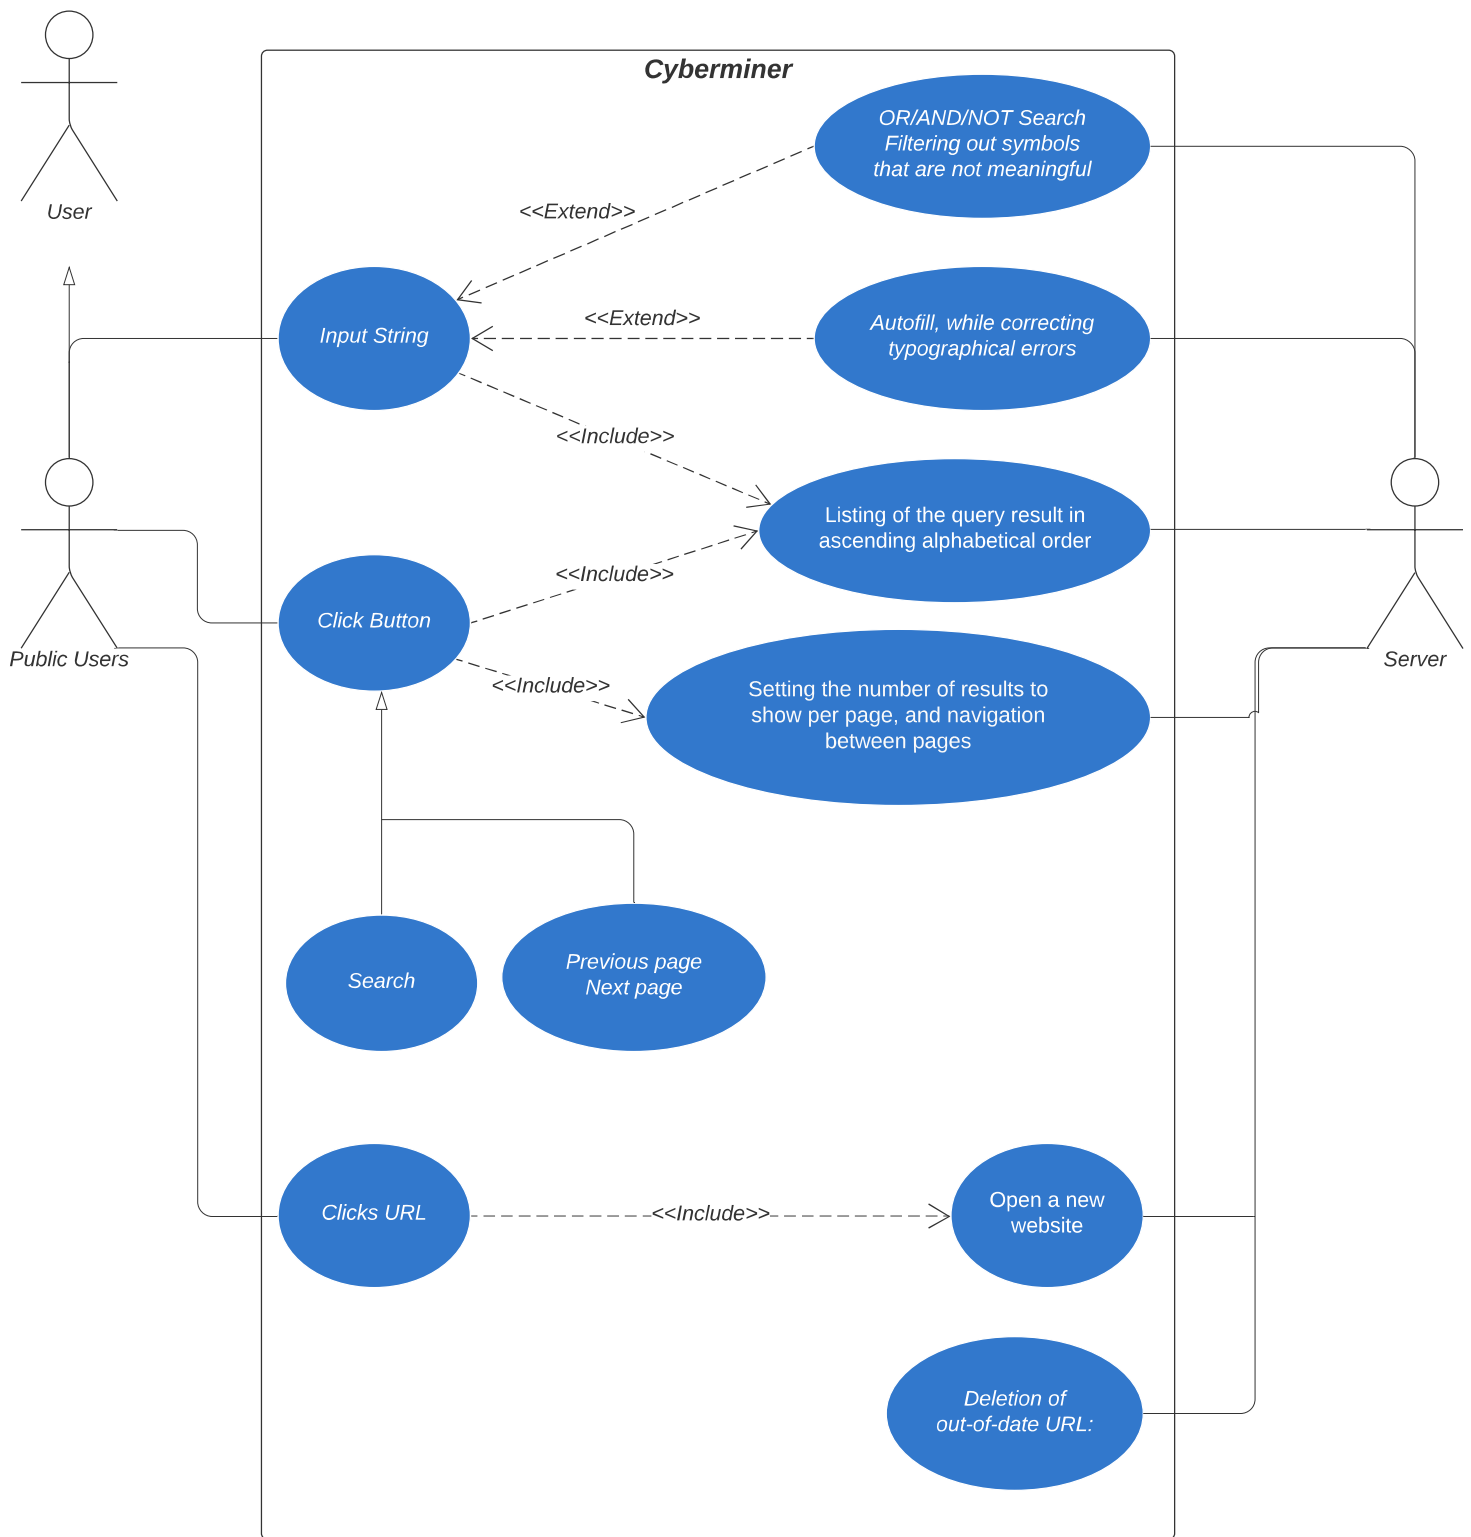 Cyberminer
User
OR/AND/NOT Search
Filtering out symbols
that are not meaningful
<<Extend>>
Input String
<<Extend>>
Autofill, while correcting
typographical errors
<<Include>>
Listing of the query result in
ascending alphabetical order
<<Include>>
Click Button
<<Include>>
Public Users
Server
Setting the number of results to
show per page, and navigation
between pages
Search
Previous page
Next page
Clicks URL
<<Include>>
Open a new
website
Deletion of
out-of-date URL: